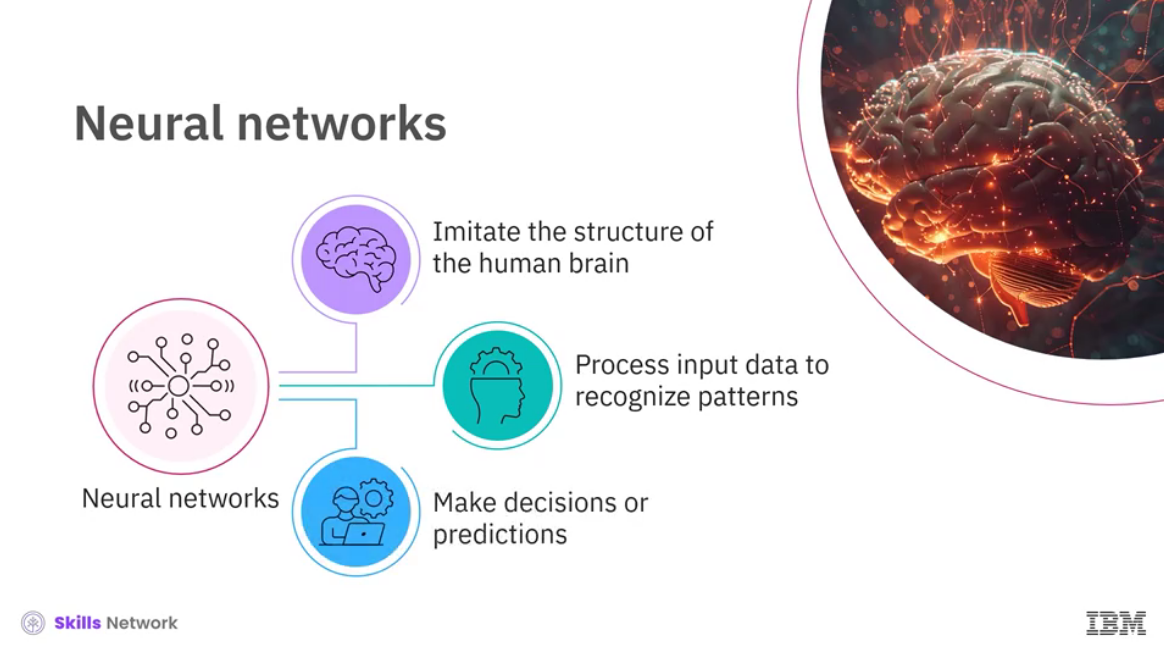 Neural networks
Imitate the structure of
the human brain
Process input data to
recognize patterns
Neural networks
Make decisions or
predictions
Skills Network
IBM